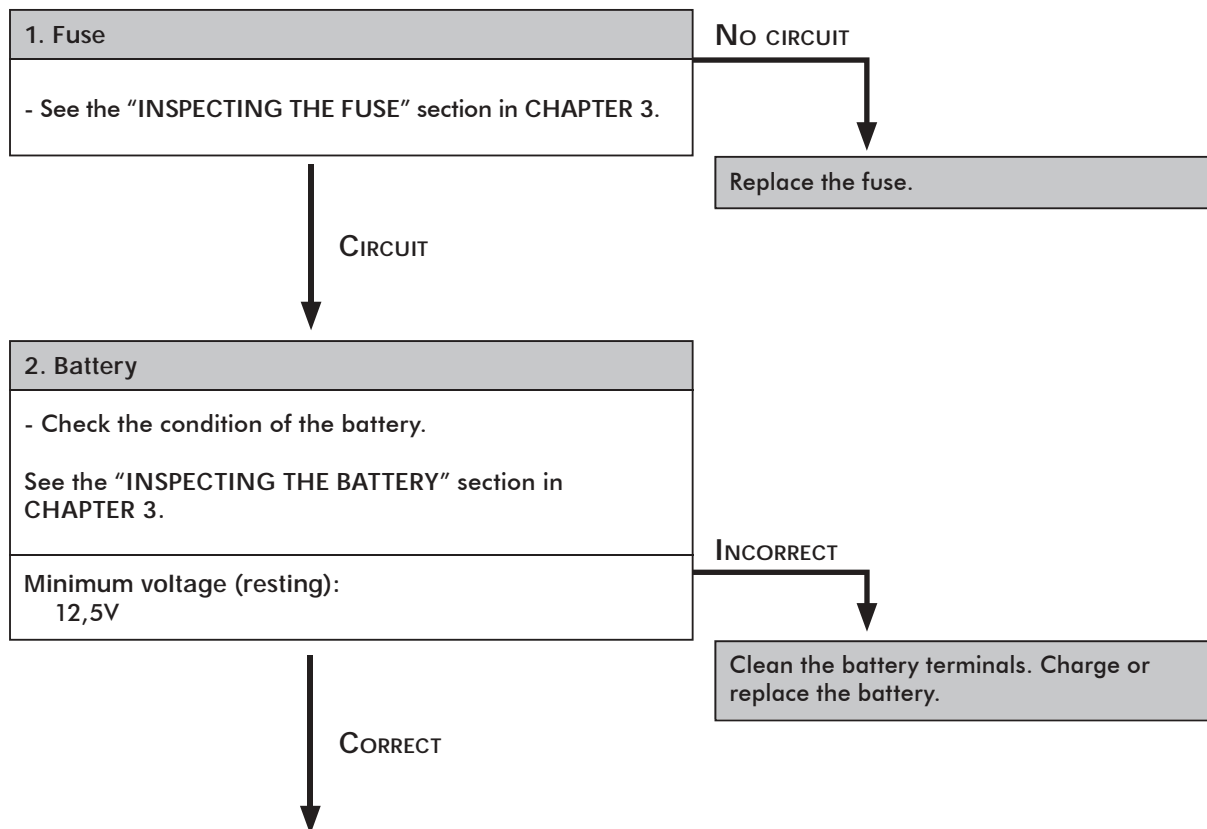 1. Fuse
NO CIRCUIT
- See the “INSPECTING THE FUSE” section in CHAPTER 3.
Replace the fuse.
CIRCUIT
2. Battery
- Check the condition of the battery.
See the “INSPECTING THE BATTERY” section in
CHAPTER 3.
INCORRECT
Minimum voltage (resting):
12,5V
Clean the battery terminals. Charge or
replace the battery.
CORRECT